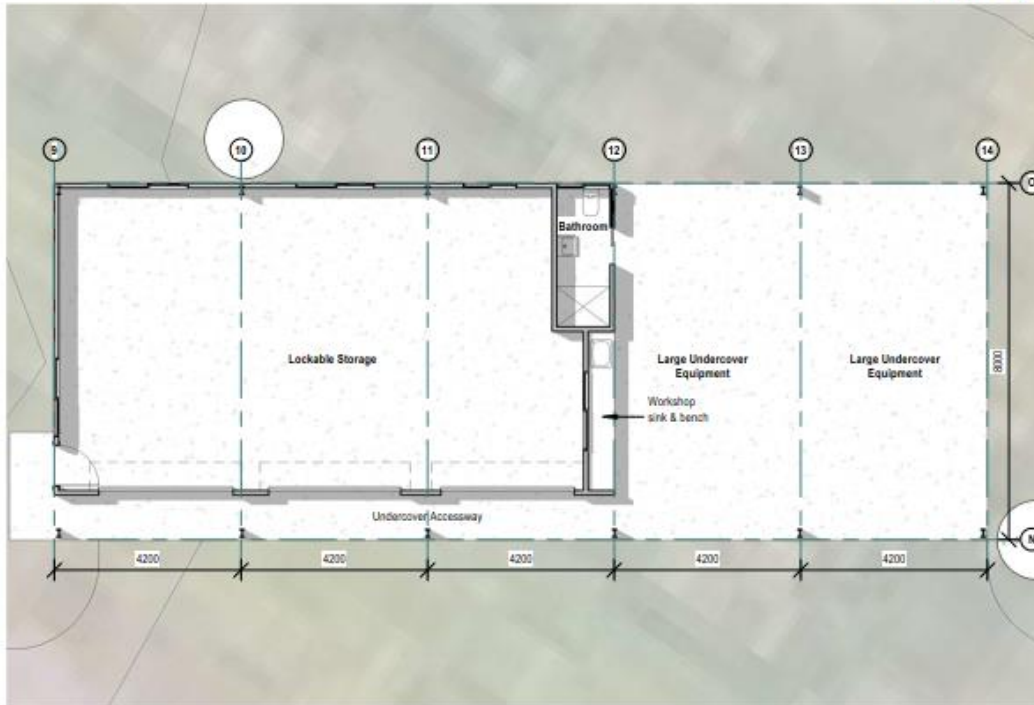 9
10
11
12
13
14
O
Bathroom
Lockable Storage
Large Undercover
Equipment
Large Undercover
Equipment
8000
Workshop
sink & bench
Undercover Accessway
N
4200
4200
4200
4200
4200